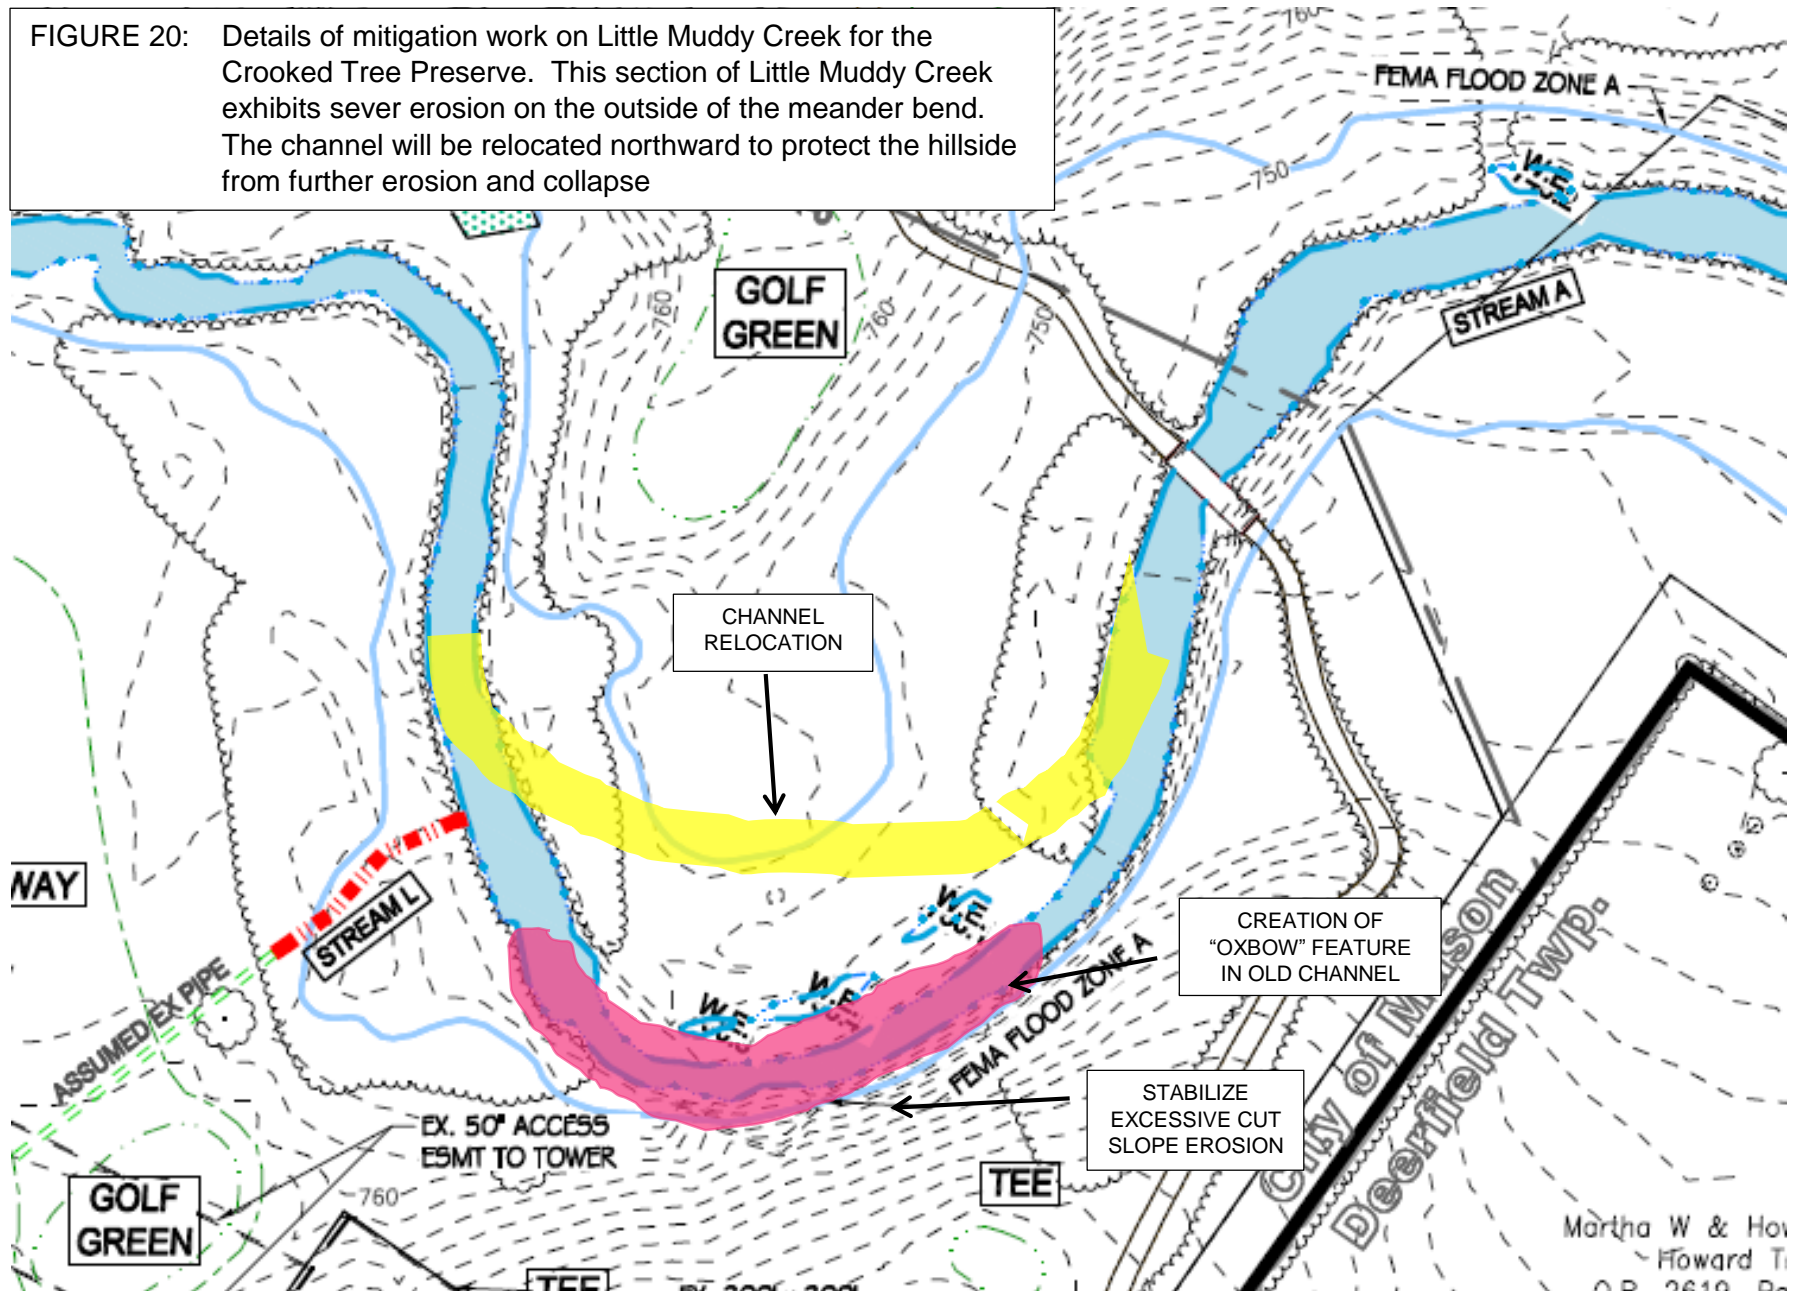 FIGURE 20: Details of mitigation work on Little Muddy Creek for the
Crooked Tree Preserve. This section of Little Muddy Creek
exhibits sever erosion on the outside of the meander bend.
The channel will be relocated northward to protect the hillside
from further erosion and collapse
760
FEMA FLOOD ZONE A
750
W.E.
GOLF
GREEN
760
760
750
STREAM A
CHANNEL
RELOCATION
WAY
STREAM L
ASSUMED EX PIPE
W.E.
W.E.
W.E.
FEMA FLOOD ZONE A
CREATION OF
“OXBOW” FEATURE
IN OLD CHANNEL
STABILIZE
EXCESSIVE CUT
SLOPE EROSION
City of Mason
Deerfield Twp.
EX. 50' ACCESS
ESMT TO TOWER
760
GOLF
GREEN
TEE
TEE
Martha W & How
Howard T